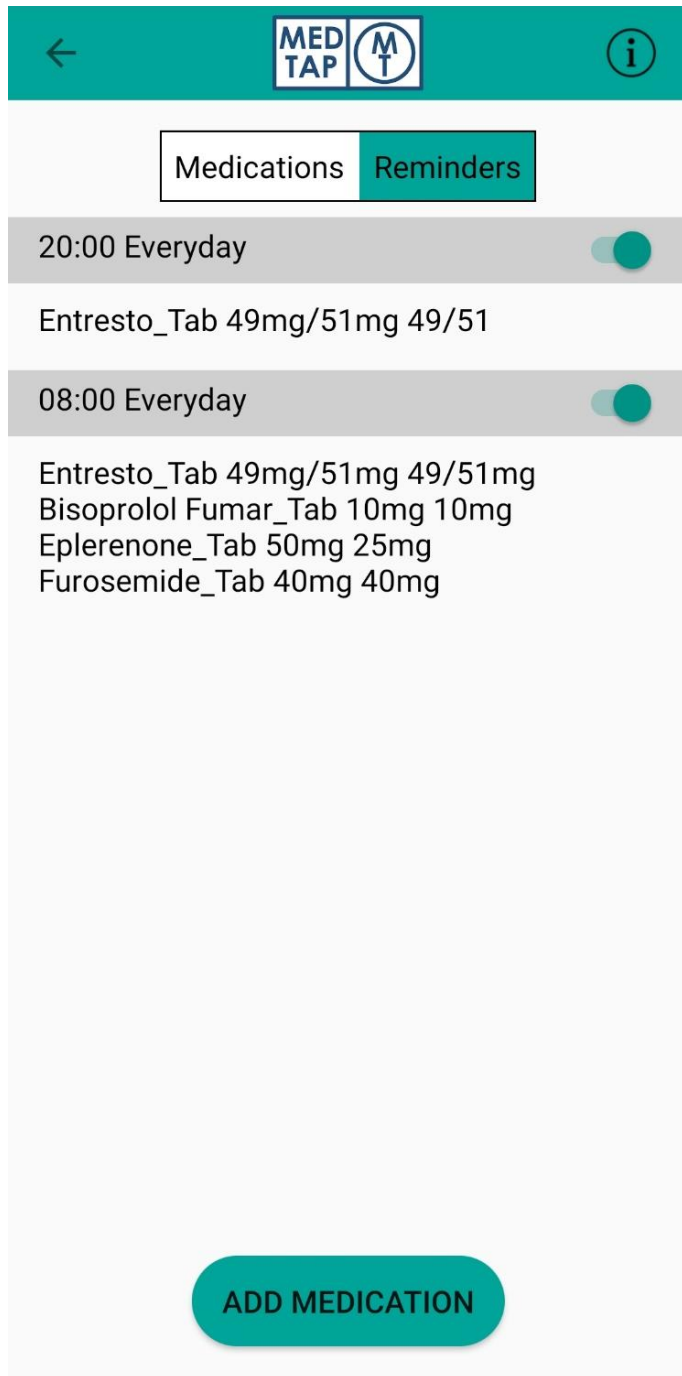 MED
TAP
M
T
i
Medications Reminders
20:00 Everyday
Entresto_Tab 49mg/51mg 49/51
08:00 Everyday
Entresto_Tab 49mg/51mg 49/51mg
Bisoprolol Fumar_Tab 10mg 10mg
Eplerenone_Tab 50mg 25mg
Furosemide_Tab 40mg 40mg
ADD MEDICATION